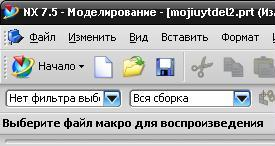 NX 7.5 - Моделирование - [mojiuytdel2.prt (Из
Файл Изменить Вид Вставить Формат
Начало
Нет фильтра выбо Вся сборка
Выберите файл макро для воспроизведения